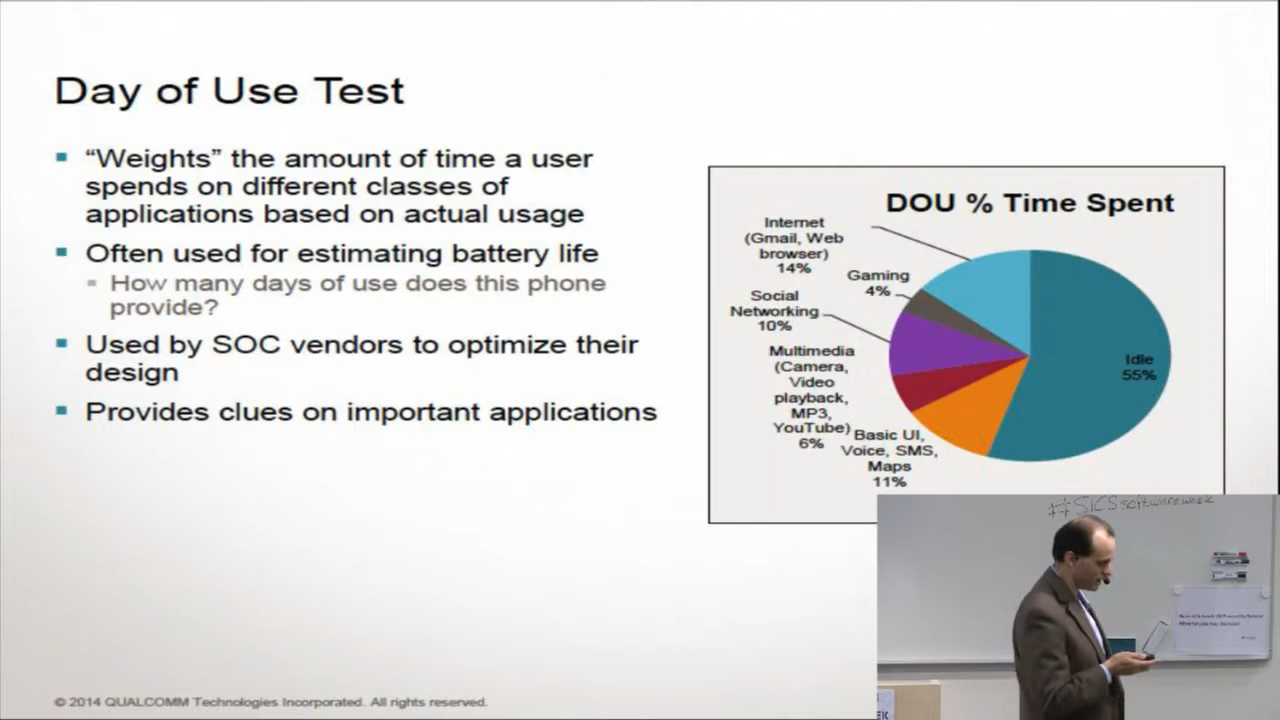 Day of Use Test
“Weights” the amount of time a user
spends on different classes of
applications based on actual usage
Often used for estimating battery life
How many days of use does this phone
provide?
Used by SOC vendors to optimize their
design
Provides clues on important applications
DOU % Time Spent
Internet
(Gmail, Web
browser)
14%
Gaming
4%
Social
Networking
10%
Multimedia
(Camera,
Video
playback,
MP3,
YouTube)
6%
Basic UI,
Voice, SMS,
Maps
11%
Idle
55%
#SICSsoftwareweek
EK
© 2014 QUALCOMM Technologies Incorporated. All rights reserved.